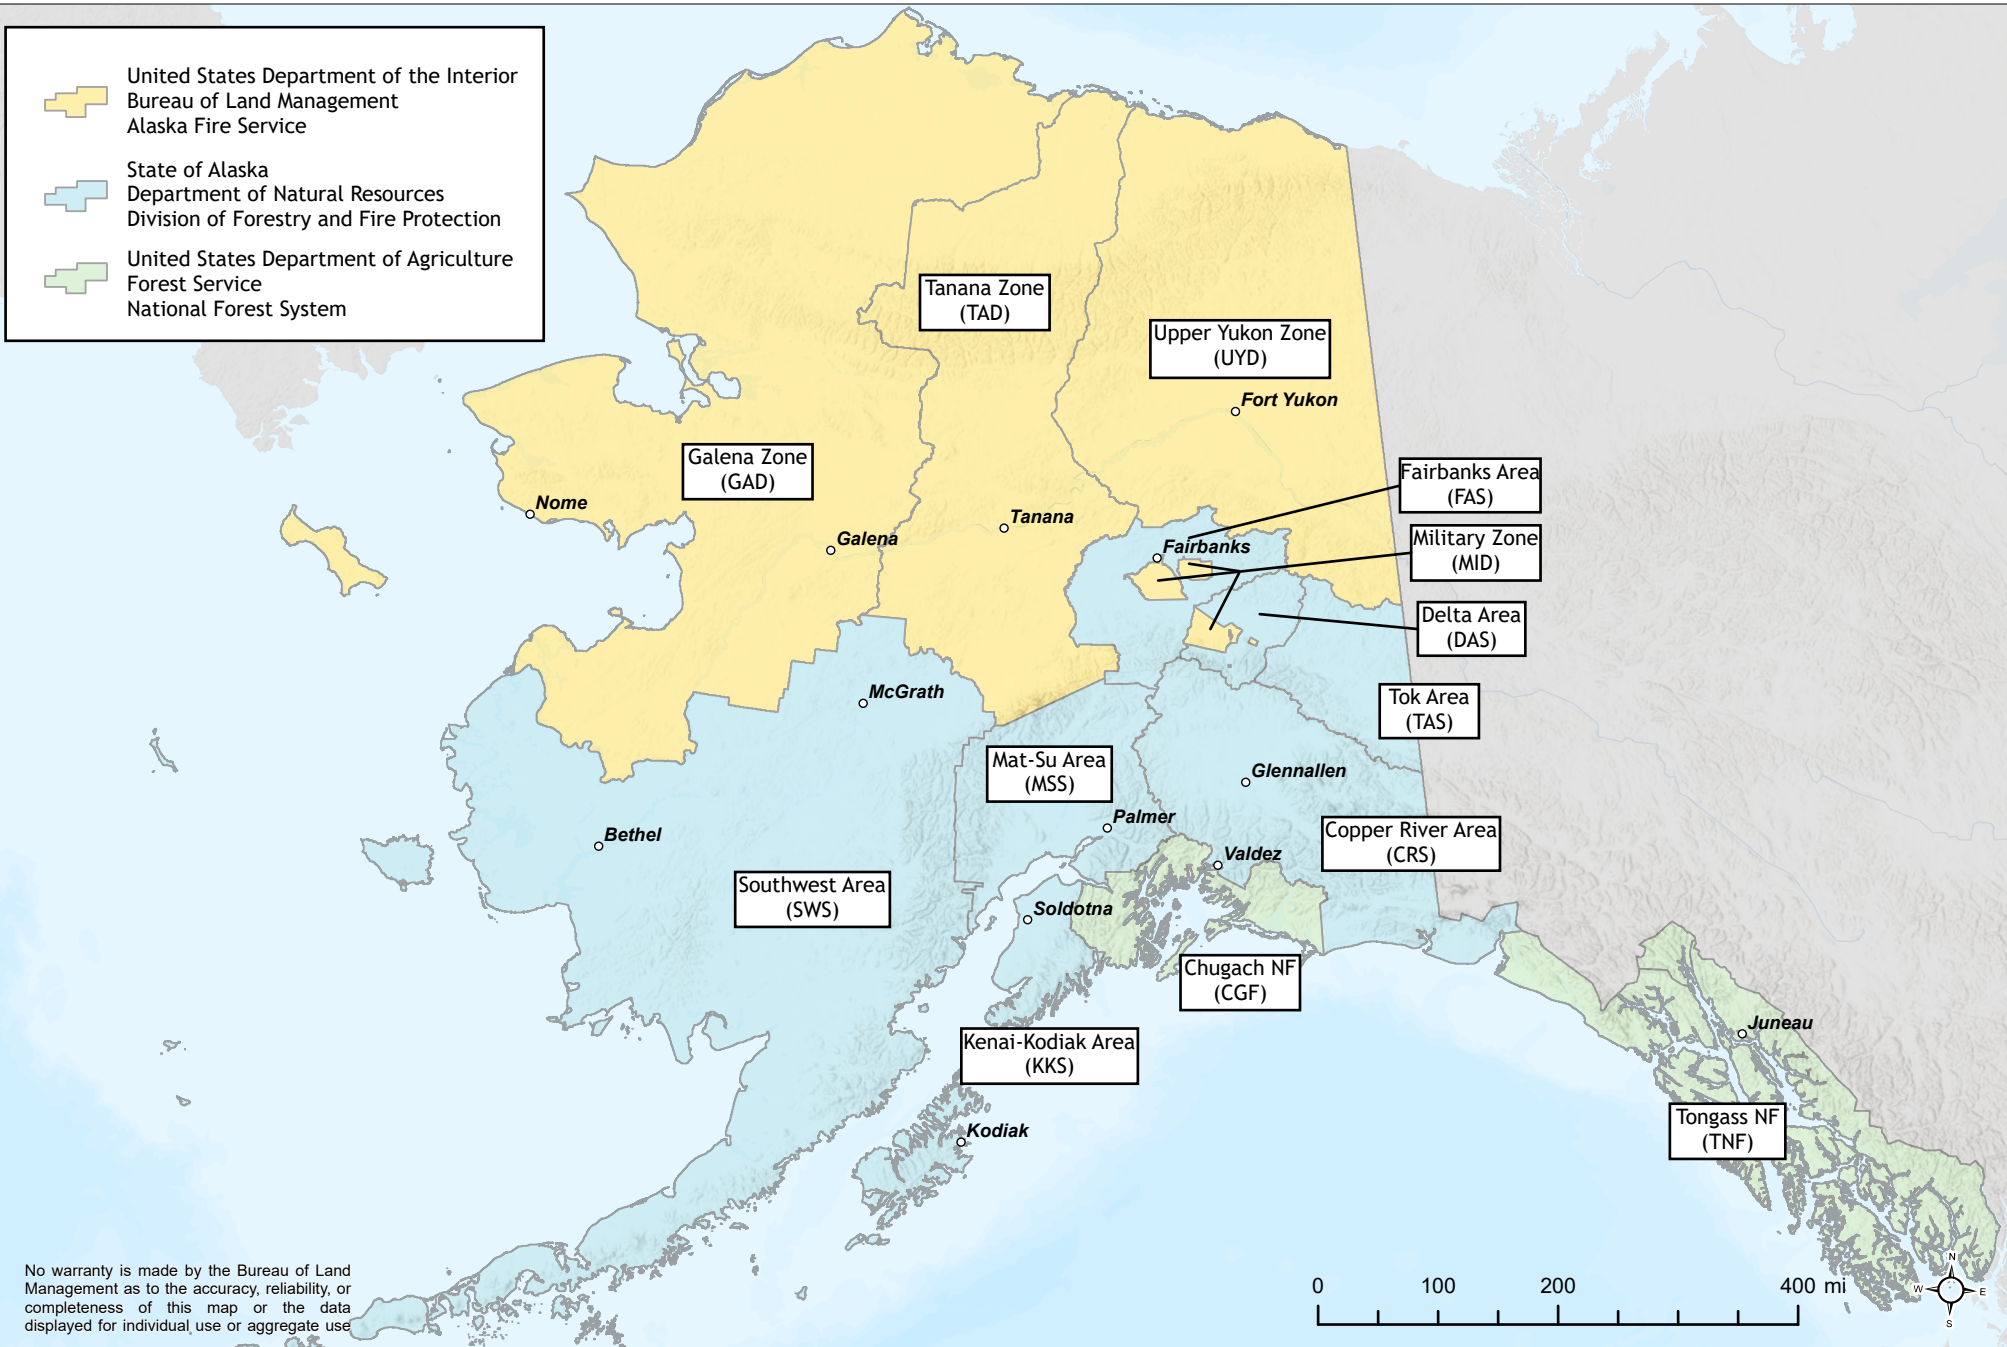 United States Department of the Interior
Bureau of Land Management
Alaska Fire Service
State of Alaska
Department of Natural Resources
Division of Forestry and Fire Protection
United States Department of Agriculture
Forest Service
National Forest System
Tanana Zone
(TAD)
Upper Yukon Zone
(UYD)
Fort Yukon
Galena Zone
(GAD)
Fairbanks Area
(FAS)
Nome
Tanana
Galena
Fairbanks
Military Zone
(MID)
Delta Area
(DAS)
McGrath
Tok Area
(TAS)
Mat-Su Area
(MSS)
Glennallen
Palmer
Bethel
Copper River Area
(CRS)
Valdez
Southwest Area
(SWS)
Soldotna
Chugach NF
(CGF)
Juneau
Kenai-Kodiak Area
(KKS)
Tongass NF
(TNF)
Kodiak
No warranty is made by the Bureau of Land
Management as to the accuracy, reliability, or
completeness of this map or the data
displayed for individual use or aggregate use
0 100 200 400 mi
N
W E
S